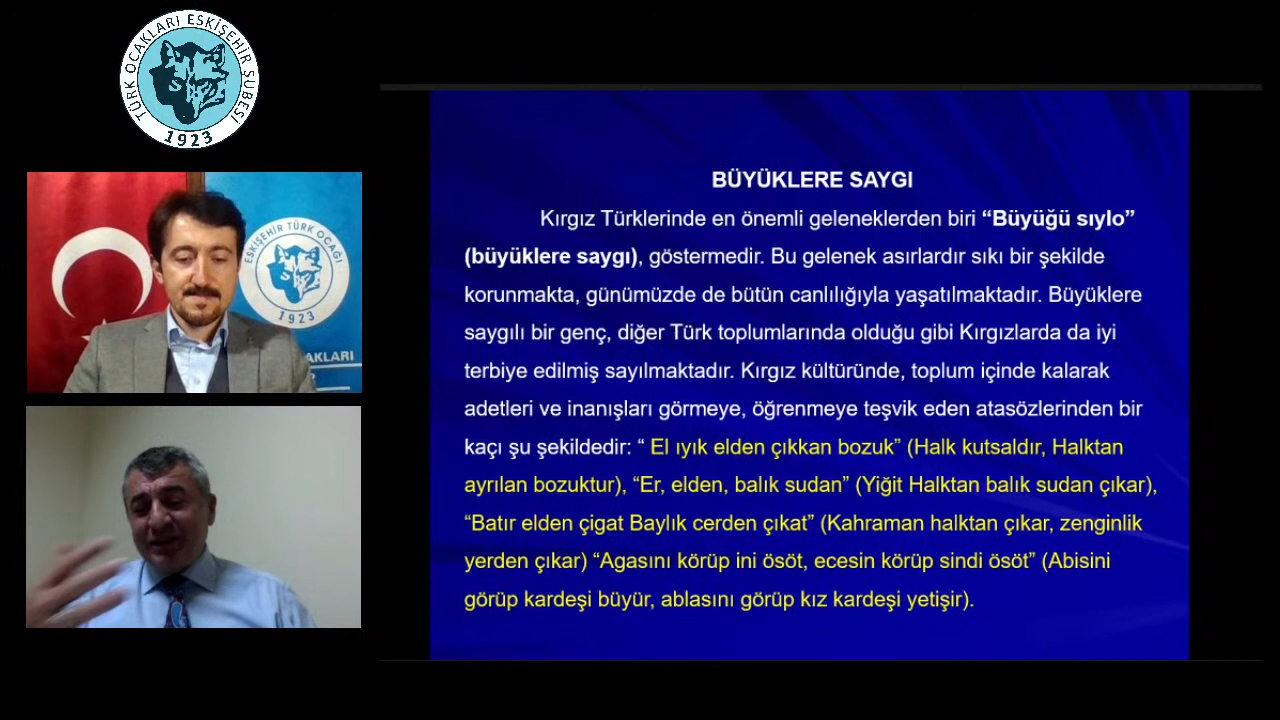 TÜRK OCAKLARI ESKİŞEHİR ŞUBESİ
1923
ESKİŞEHİR TÜRK OCAĞI
1923
AKLARI
BÜYÜKLERE SAYGI
Kırgız Türklerinde en önemli geleneklerden biri “Büyüğü sıylo”
(büyüklere saygı), göstermedir. Bu gelenek asırlardır sıkı bir şekilde
korunmakta, günümüzde de bütün canlılığıyla yaşatılmaktadır. Büyüklere
saygılı bir genç, diğer Türk toplumlarında olduğu gibi Kırgızlarda da iyi
terbiye edilmiş sayılmaktadır. Kırgız kültüründe, toplum içinde kalarak
adetleri ve inanışları görmeye, öğrenmeye teşvik eden atasözlerinden bir
kaçı şu şekildedir: “ El ıyık elden çıkkan bozuk” (Halk kutsaldır, Halktan
ayrılan bozuktur), “Er, elden, balık sudan” (Yiğit Halktan balık sudan çıkar),
“Batır elden çigat Baylık cerden çıkat” (Kahraman halktan çıkar, zenginlik
yerden çıkar) “Agasını körüp ini ösöt, ecesin körüp sindi ösöt” (Abisini
görüp kardeşi büyür, ablasını görüp kız kardeşi yetişir).